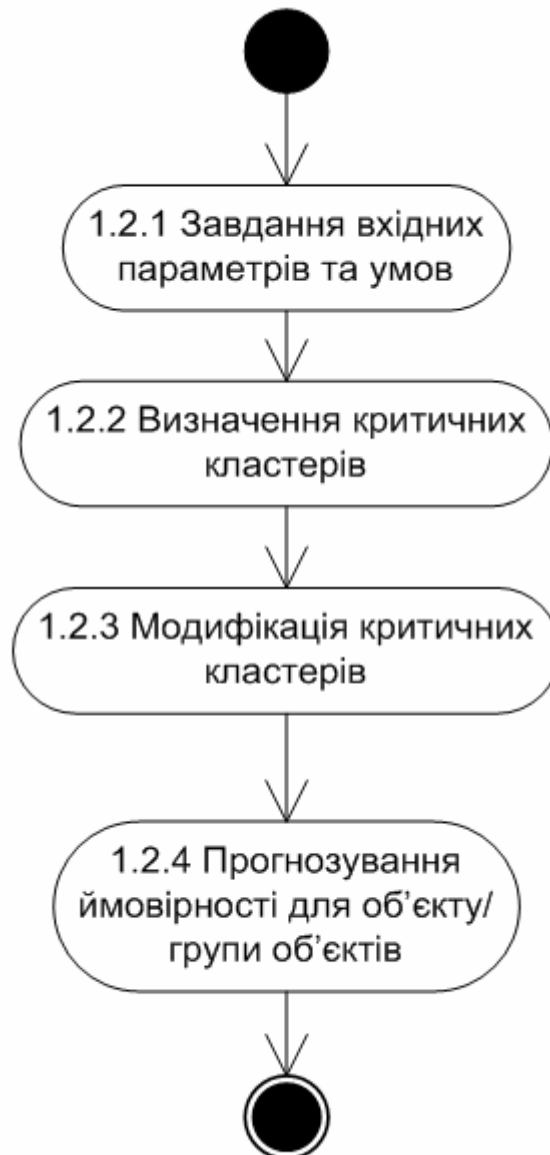 1.2.1 Завдання вхідних
параметрів та умов
1.2.2 Визначення критичних
кластерів
1.2.3 Модифікація критичних
кластерів
1.2.4 Прогнозування
ймовірності для об’єкту/
групи об’єктів